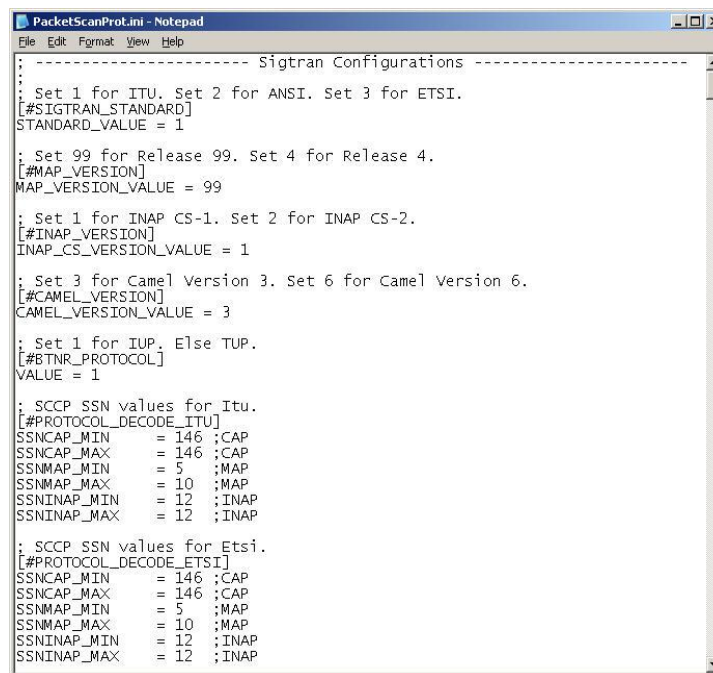 PacketScanProt.ini - Notepad
File Edit Format View Help
; ----------------------- Sigtran Configurations -----------------------
;
; Set 1 for ITU. Set 2 for ANSI. Set 3 for ETSI.
[#SIGTRAN_STANDARD]
STANDARD_VALUE = 1

; Set 99 for Release 99. Set 4 for Release 4.
[#MAP_VERSION]
MAP_VERSION_VALUE = 99

; Set 1 for INAP CS-1. Set 2 for INAP CS-2.
[#INAP_VERSION]
INAP_CS_VERSION_VALUE = 1

; Set 3 for Camel Version 3. Set 6 for Camel Version 6.
[#CAMEL_VERSION]
CAMEL_VERSION_VALUE = 3

; Set 1 for IUP. Else TUP.
[#BTNR_PROTOCOL]
VALUE = 1

; SCCP SSN values for Itu.
[#PROTOCOL_DECODE_ITU]
SSNCAP_MIN = 146 ;CAP
SSNCAP_MAX = 146 ;CAP
SSNMAP_MIN = 5 ;MAP
SSNMAP_MAX = 10 ;MAP
SSNINAP_MIN = 12 ;INAP
SSNINAP_MAX = 12 ;INAP

; SCCP SSN values for Etsi.
[#PROTOCOL_DECODE_ETSI]
SSNCAP_MIN = 146 ;CAP
SSNCAP_MAX = 146 ;CAP
SSNMAP_MIN = 5 ;MAP
SSNMAP_MAX = 10 ;MAP
SSNINAP_MIN = 12 ;INAP
SSNINAP_MAX = 12 ;INAP